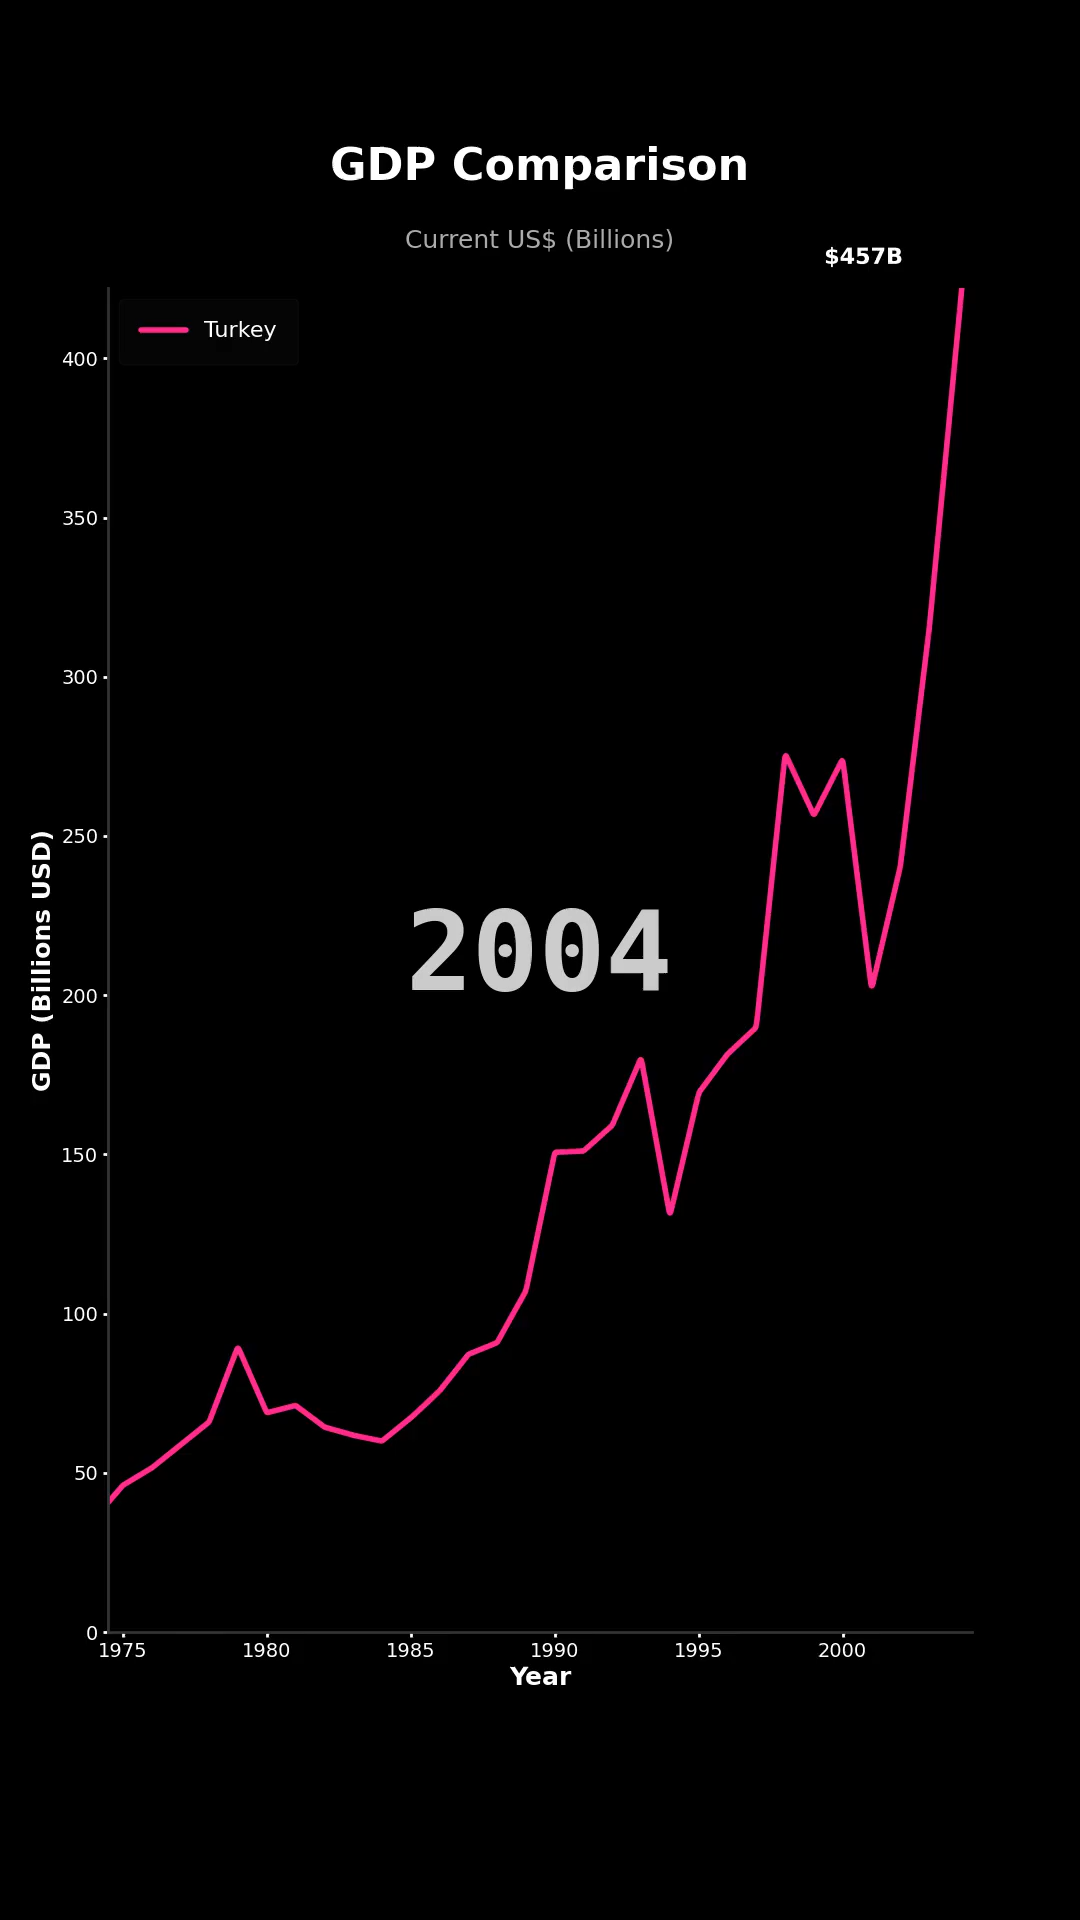 GDP Comparison
Current US$ (Billions)
$457B
Turkey
400
350
300
250
200
150
100
50
0
GDP (Billions USD)
2004
1975 1980 1985 1990 1995 2000
Year